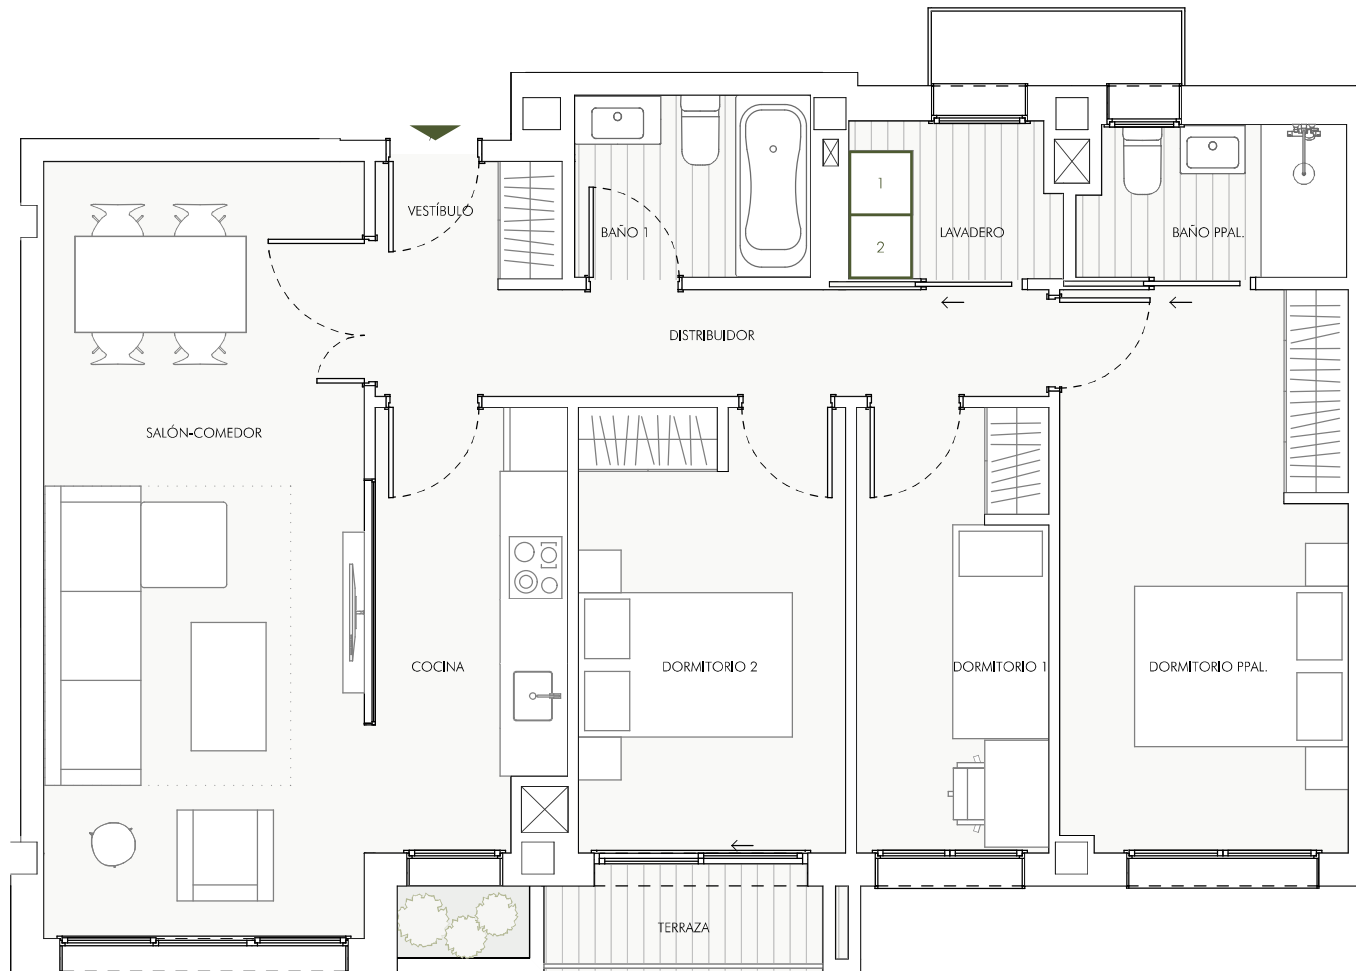 VESTÍBULO
BAÑO 1
1
2
LAVADERO
BAÑO PPAL.
DISTRIBUIDOR
SALÓN-COMEDOR
COCINA
DORMITORIO 2
DORMITORIO 1
DORMITORIO PPAL.
TERRAZA